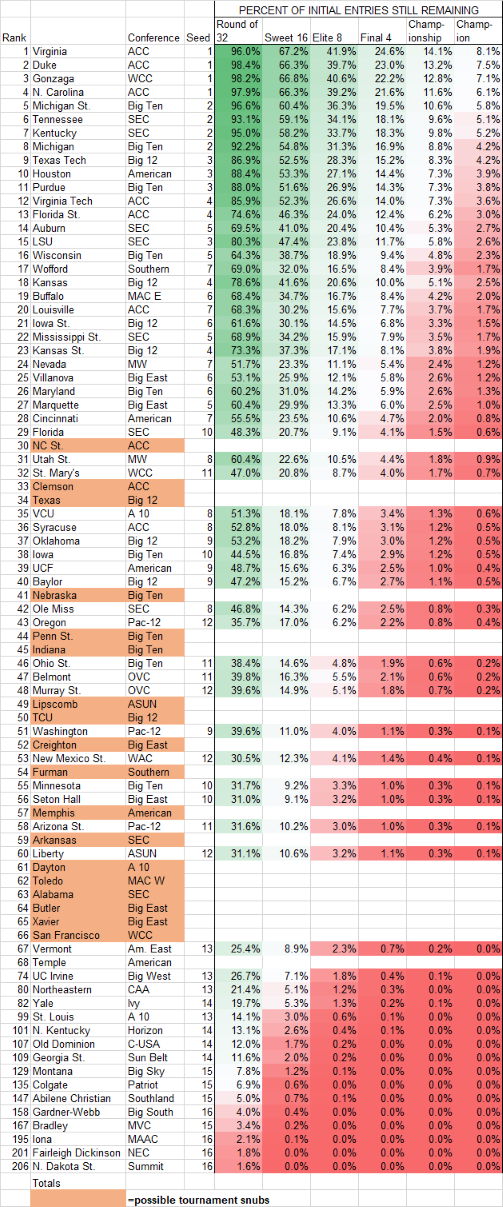 PERCENT OF INITIAL ENTRIES STILL REMAINING
Rank Conference Seed Round of 32 Sweet 16 Elite 8 Final 4 Champ-ionship Champ-ion
1 Virginia ACC 1 96.0% 67.2% 41.9% 24.6% 14.1% 8.1%
2 Duke ACC 1 98.4% 66.3% 39.7% 23.0% 13.2% 7.5%
3 Gonzaga WCC 1 98.2% 66.8% 40.6% 22.2% 12.8% 7.1%
4 N. Carolina ACC 1 97.9% 66.3% 39.2% 21.6% 11.6% 6.1%
5 Michigan St. Big Ten 2 96.6% 60.4% 36.3% 19.5% 10.6% 5.8%
6 Tennessee SEC 2 93.1% 59.1% 34.1% 18.1% 9.6% 5.1%
7 Kentucky SEC 2 95.0% 58.2% 33.7% 18.3% 9.8% 5.2%
8 Michigan Big Ten 2 92.2% 54.8% 31.3% 16.9% 8.8% 4.2%
9 Texas Tech Big 12 3 86.9% 52.5% 28.3% 15.2% 8.3% 4.2%
10 Houston American 3 88.4% 53.3% 27.1% 14.4% 7.3% 3.9%
11 Purdue Big Ten 3 88.0% 51.6% 26.9% 14.3% 7.3% 3.8%
12 Virginia Tech ACC 4 85.9% 52.3% 26.6% 14.0% 7.3% 3.6%
13 Florida St. ACC 4 74.6% 46.3% 24.0% 12.4% 6.2% 3.0%
14 Auburn SEC 5 69.5% 41.0% 20.4% 10.4% 5.3% 2.7%
15 LSU SEC 3 80.3% 47.4% 23.8% 11.7% 5.8% 2.6%
16 Wisconsin Big Ten 5 64.3% 38.7% 18.9% 9.4% 4.8% 2.3%
17 Wofford Southern 7 69.0% 32.0% 16.5% 8.4% 3.9% 1.7%
18 Kansas Big 12 4 78.6% 41.6% 20.6% 10.0% 5.1% 2.5%
19 Buffalo MAC E 6 68.4% 34.7% 16.7% 8.4% 4.2% 2.0%
20 Louisville ACC 7 68.3% 30.2% 15.6% 7.7% 3.7% 1.7%
21 Iowa St. Big 12 6 61.6% 30.1% 14.5% 6.8% 3.3% 1.5%
22 Mississippi St. SEC 5 68.9% 34.2% 15.9% 7.9% 3.5% 1.7%
23 Kansas St. Big 12 4 73.3% 37.3% 17.1% 8.1% 3.8% 1.9%
24 Nevada MW 7 51.7% 23.3% 11.1% 5.4% 2.4% 1.2%
25 Villanova Big East 6 53.1% 25.9% 12.1% 5.8% 2.6% 1.2%
26 Maryland Big Ten 6 60.2% 31.0% 14.2% 5.9% 2.6% 1.3%
27 Marquette Big East 5 60.4% 29.9% 13.3% 6.0% 2.5% 1.0%
28 Cincinnati American 7 55.5% 23.5% 10.6% 4.7% 2.0% 0.8%
29 Florida SEC 10 48.3% 20.7% 9.1% 4.1% 1.5% 0.6%
30 NC St. ACC
31 Utah St. MW 8 60.4% 22.6% 10.5% 3.4% 1.8% 0.9%
32 St. Mary's WCC 11 47.0% 20.8% 8.7% 4.0% 1.7% 0.7%
33 Clemson ACC
34 Texas Big 12
35 VCU A 10 8 51.3% 18.1% 7.8% 3.4% 1.3% 0.6%
36 Syracuse ACC 8 52.8% 18.0% 8.1% 3.1% 1.2% 0.5%
37 Oklahoma Big 12 9 53.2% 18.2% 7.9% 3.0% 1.2% 0.5%
38 Iowa Big Ten 10 44.5% 16.8% 7.4% 2.9% 1.2% 0.5%
39 UCF American 9 48.7% 15.6% 6.3% 2.5% 1.0% 0.4%
40 Baylor Big 12 9 47.2% 15.2% 6.7% 2.7% 1.1% 0.5%
41 Nebraska Big Ten
42 Ole Miss SEC 8 46.8% 14.3% 6.2% 2.5% 0.8% 0.3%
43 Oregon Pac-12 12 35.7% 17.0% 6.2% 2.2% 0.8% 0.4%
44 Penn St. Big Ten
45 Indiana Big Ten
46 Ohio St. Big Ten 11 38.4% 14.6% 4.8% 1.9% 0.6% 0.2%
47 Belmont OVC 11 39.8% 16.3% 5.5% 2.1% 0.6% 0.2%
48 Murray St. OVC 12 39.6% 14.9% 5.1% 1.8% 0.7% 0.2%
49 Lipscomb ASUN
50 TCU Big 12
51 Washington Pac-12 9 39.6% 11.0% 4.0% 1.1% 0.3% 0.1%
52 Creighton Big East
53 New Mexico St. WAC 12 30.5% 12.3% 4.1% 1.4% 0.4% 0.1%
54 Furman Southern
55 Minnesota Big Ten 10 31.7% 9.2% 3.3% 1.0% 0.3% 0.1%
56 Seton Hall Big East 10 31.0% 9.1% 3.2% 1.0% 0.3% 0.1%
57 Memphis American
58 Arizona St. Pac-12 11 31.6% 10.2% 3.0% 1.0% 0.3% 0.1%
59 Arkansas SEC
60 Liberty ASUN 12 31.1% 10.6% 3.2% 1.1% 0.3% 0.1%
61 Dayton A 10
62 Toledo MAC W
63 Alabama SEC
64 Butler Big East
65 Xavier Big East
66 San Francisco WCC
67 Vermont Am. East 13 25.4% 8.9% 2.3% 0.7% 0.2% 0.0%
68 Temple American
74 UC Irvine Big West 13 26.7% 7.1% 1.8% 0.4% 0.1% 0.0%
80 Northeastern CAA 13 21.4% 5.1% 1.2% 0.3% 0.0% 0.0%
82 Yale Ivy 14 19.7% 5.3% 1.3% 0.2% 0.1% 0.0%
99 St. Louis A 10 13 14.1% 3.0% 0.6% 0.1% 0.0% 0.0%
101 N. Kentucky Horizon 14 13.1% 2.6% 0.4% 0.1% 0.0% 0.0%
107 Old Dominion C-USA 14 12.0% 1.7% 0.2% 0.0% 0.0% 0.0%
109 Georgia St. Sun Belt 14 11.6% 2.0% 0.2% 0.0% 0.0% 0.0%
129 Montana Big Sky 15 7.8% 1.2% 0.1% 0.0% 0.0% 0.0%
135 Colgate Patriot 15 6.9% 0.6% 0.0% 0.0% 0.0% 0.0%
147 Abilene Christian Southland 15 5.0% 0.7% 0.1% 0.0% 0.0% 0.0%
158 Gardner-Webb Big South 16 4.0% 0.4% 0.0% 0.0% 0.0% 0.0%
167 Bradley MVC 15 3.4% 0.2% 0.0% 0.0% 0.0% 0.0%
195 Iona MAAC 16 2.1% 0.1% 0.0% 0.0% 0.0% 0.0%
201 Fairleigh Dickinson NEC 16 1.8% 0.0% 0.0% 0.0% 0.0% 0.0%
206 N. Dakota St. Summit 16 1.6% 0.0% 0.0% 0.0% 0.0% 0.0%
Totals
=possible tournament snubs